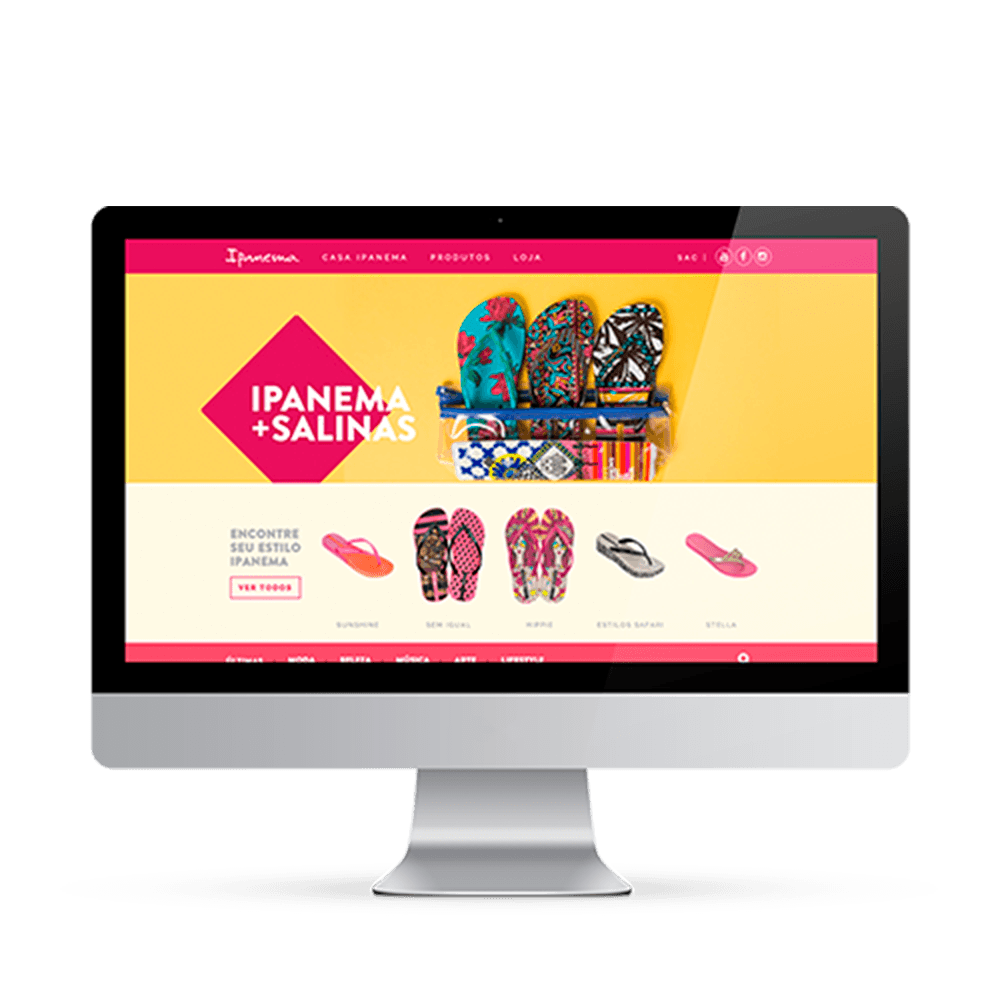 Ipanema
CASA IPANEMA
PRODUTOS
LOJA
SAC |
IPANEMA
+SALINAS
ENCONTRE
SEU ESTILO
IPANEMA
VER TODOS
SUNSHINE
SEM IGUAL
HIPPIE
ESTILOS SAFARI
STELLA
ÚLTIMAS
MODA
BELEZA
MÚSICA
ARTE
LIFESTYLE